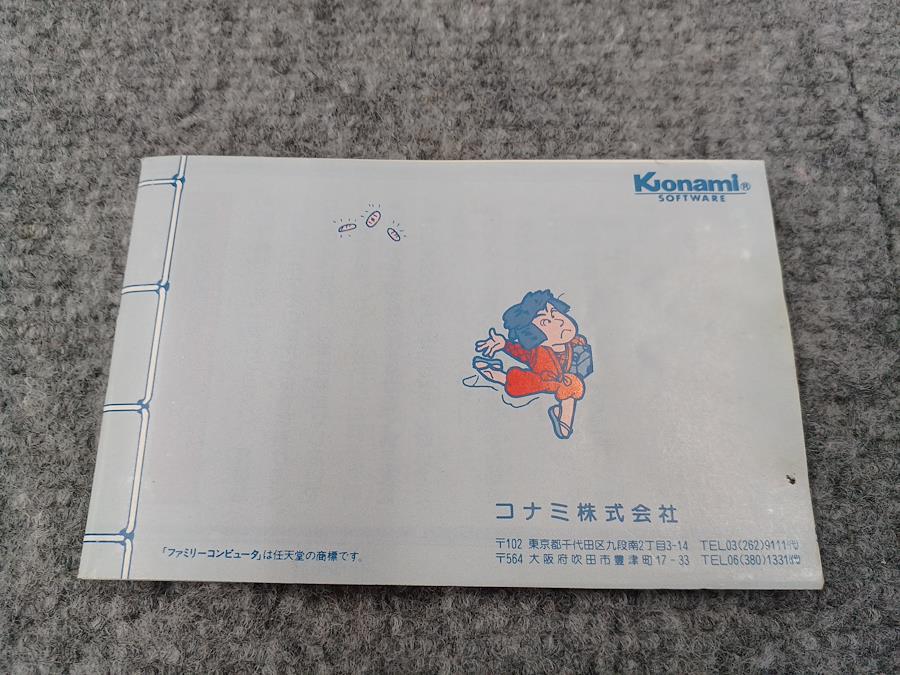 Konami®
SOFTWARE
コナミ株式会社
〒102 東京都千代田区九段南2丁目3-14 TEL03(262)9111㈹
〒564 大阪府吹田市豊津町17-33 TEL06(380)1331㈹
「ファミリーコンピュータ」は任天堂の商標です。